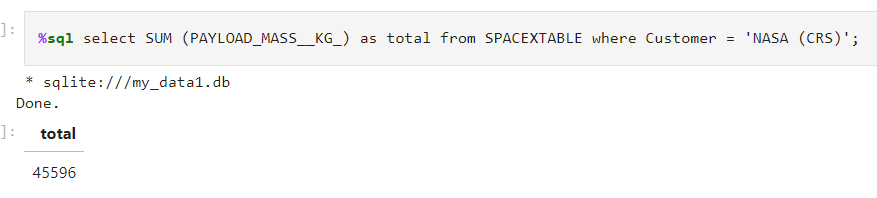 ]: %sql select SUM (PAYLOAD_MASS__KG_) as total from SPACEXTABLE where Customer = 'NASA (CRS)';
* sqlite:///my_data1.db
Done.
]: total
45596